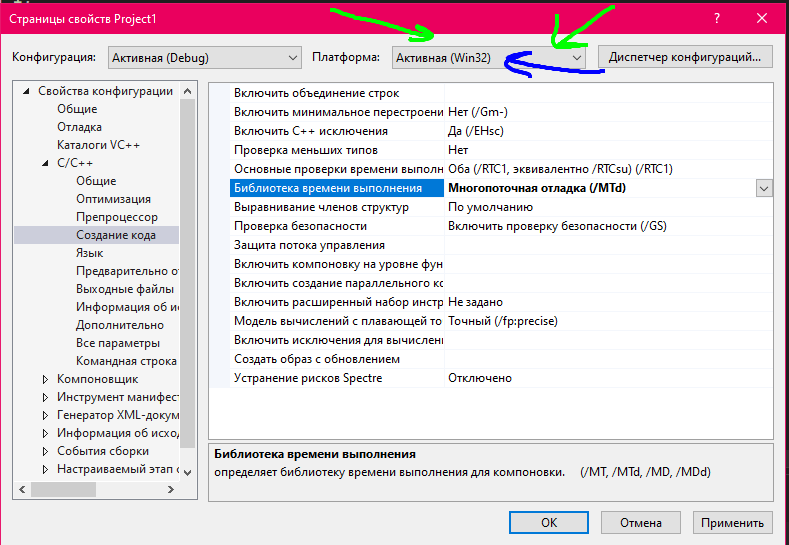 Страницы свойств Project1
Конфигурация: Активная (Debug) Платформа: Активная (Win32) Диспетчер конфигураций...
Свойства конфигурации
Общие
Отладка
Каталоги VC++
C/C++
Общие
Оптимизация
Препроцессор
Создание кода
Язык
Предварительно от
Выходные файлы
Информация об ис
Дополнительно
Все параметры
Командная строка
Компоновщик
Инструмент манифест
Генератор XML-докум
Информация об исход
События сборки
Настраиваемый этап с
Включить объединение строк
Включить минимальное перестроени Нет (/Gm-)
Включить C++ исключения Да (/EHsc)
Проверка меньших типов Нет
Основные проверки времени выполн Оба (/RTC1, эквивалентно /RTCsu) (/RTC1)
Библиотека времени выполнения Многопоточная отладка (/MTd)
Выравнивание членов структур По умолчанию
Проверка безопасности Включить проверку безопасности (/GS)
Защита потока управления
Включить компоновку на уровне фун
Включить создание параллельного ко
Включить расширенный набор инстр Не задано
Модель вычислений с плавающей то Точный (/fp:precise)
Включить исключения для вычислен
Создать образ с обновлением
Устранение рисков Spectre Отключено
Библиотека времени выполнения
определяет библиотеку времени выполнения для компоновки. (/MT, /MTd, /MD, /MDd)
ОК Отмена Применить